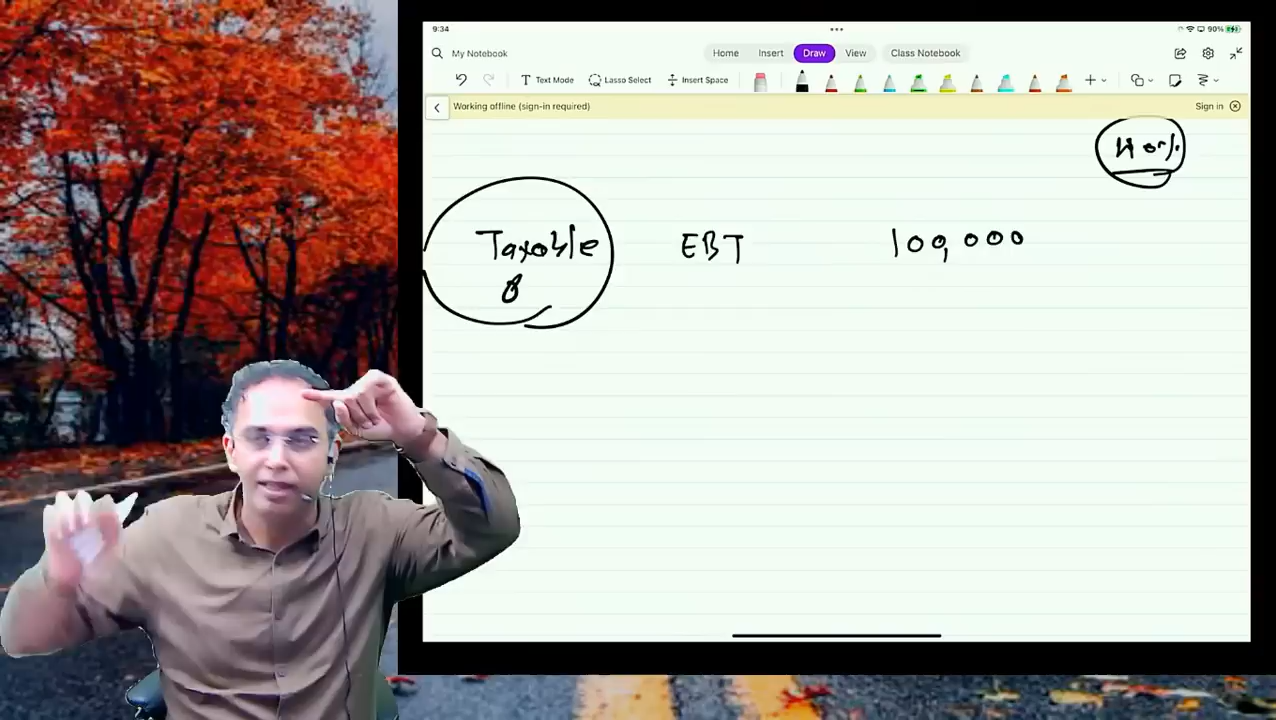 9:34
90%
My Notebook
Home Insert Draw View Class Notebook
Text Mode Lasso Select Insert Space
Working offline (sign-in required)
Sign in
Taxable EBT 100,000